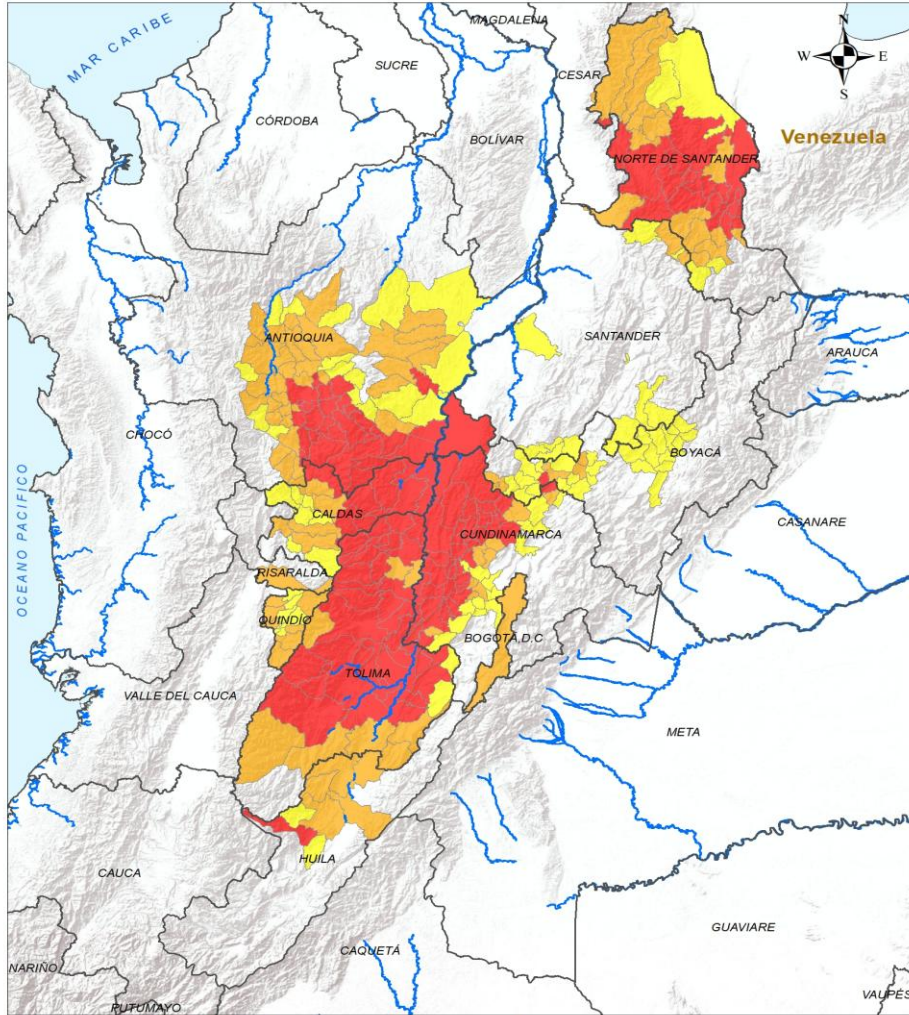 MAGDALENA
N
MAR CARIBE
SUCRE
W
E
CESAR
S
CÓRDOBA
BOLÍVAR
Venezuela
NORTE DE SANTANDER
ANTIOQUIA
SANTANDER
ARAUCA
CHOCÓ
BOYACÁ
OCEANO PACIFICO
CALDAS
CUNDINAMARCA
CASANARE
RISARALDA
QUINDÍO
BOGOTÁ, D.C
TOLIMA
VALLE DEL CAUCA
META
HUILA
CAUCA
GUAVIARE
CAQUETÁ
NARIÑO
VAUPÉS
PUTUMAYO